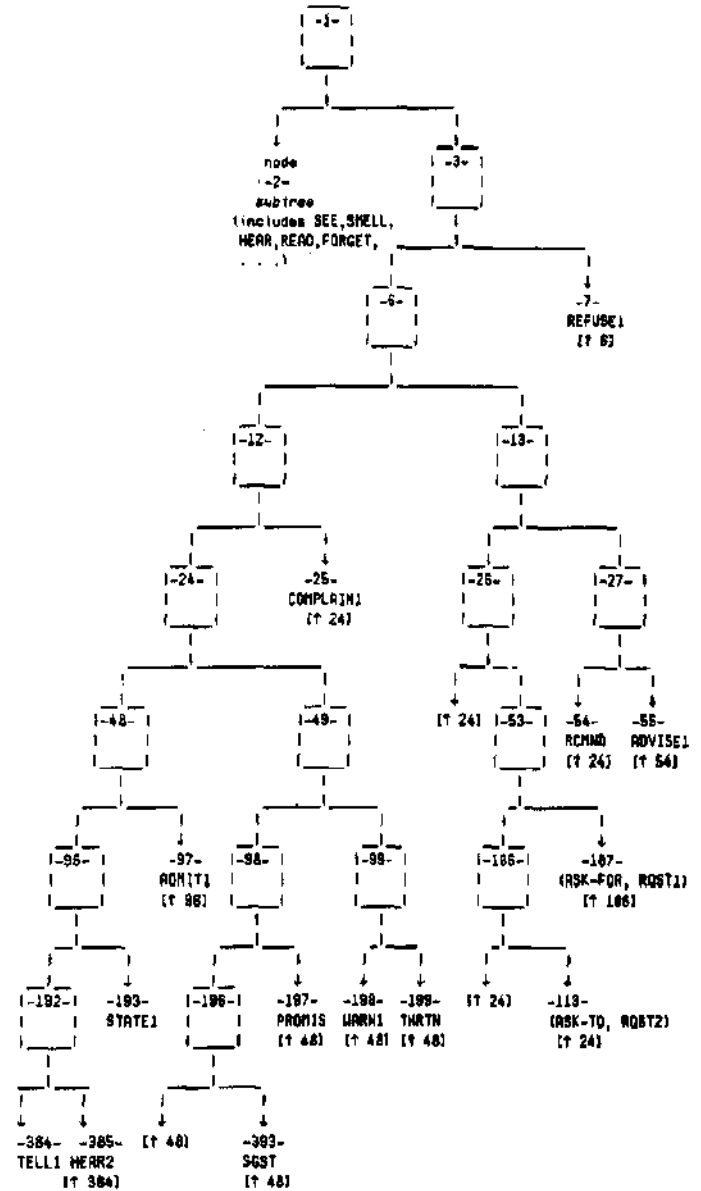 -1-
node
-2-
subtree
(includes SEE,SMELL,
HEAR,READ,FORGET,
. . .)
-3-
-6-
-7-
REFUSE1
[↑ 6]
-12-
-13-
-24-
-25-
COMPLAIN1
[↑ 24]
-26-
-27-
-48-
-49-
[↑ 24]
-53-
-54-
RCMND
[↑ 24]
-55-
ADVISE1
[↑ 54]
-96-
-97-
ADMIT1
[↑ 96]
-98-
-99-
-106-
-107-
(ASK-FOR, RQST1)
[↑ 106]
-192-
-193-
STATE1
-196-
-197-
PROMIS
[↑ 48]
-198-
WARN1
[↑ 48]
-199-
THRTN
[↑ 48]
[↑ 24]
(ASK-TO, RQST2)
[↑ 24]
-384-
TELL1
-385-
HEAR2
[↑ 384]
[↑ 48]
-393-
SGST
[↑ 48]